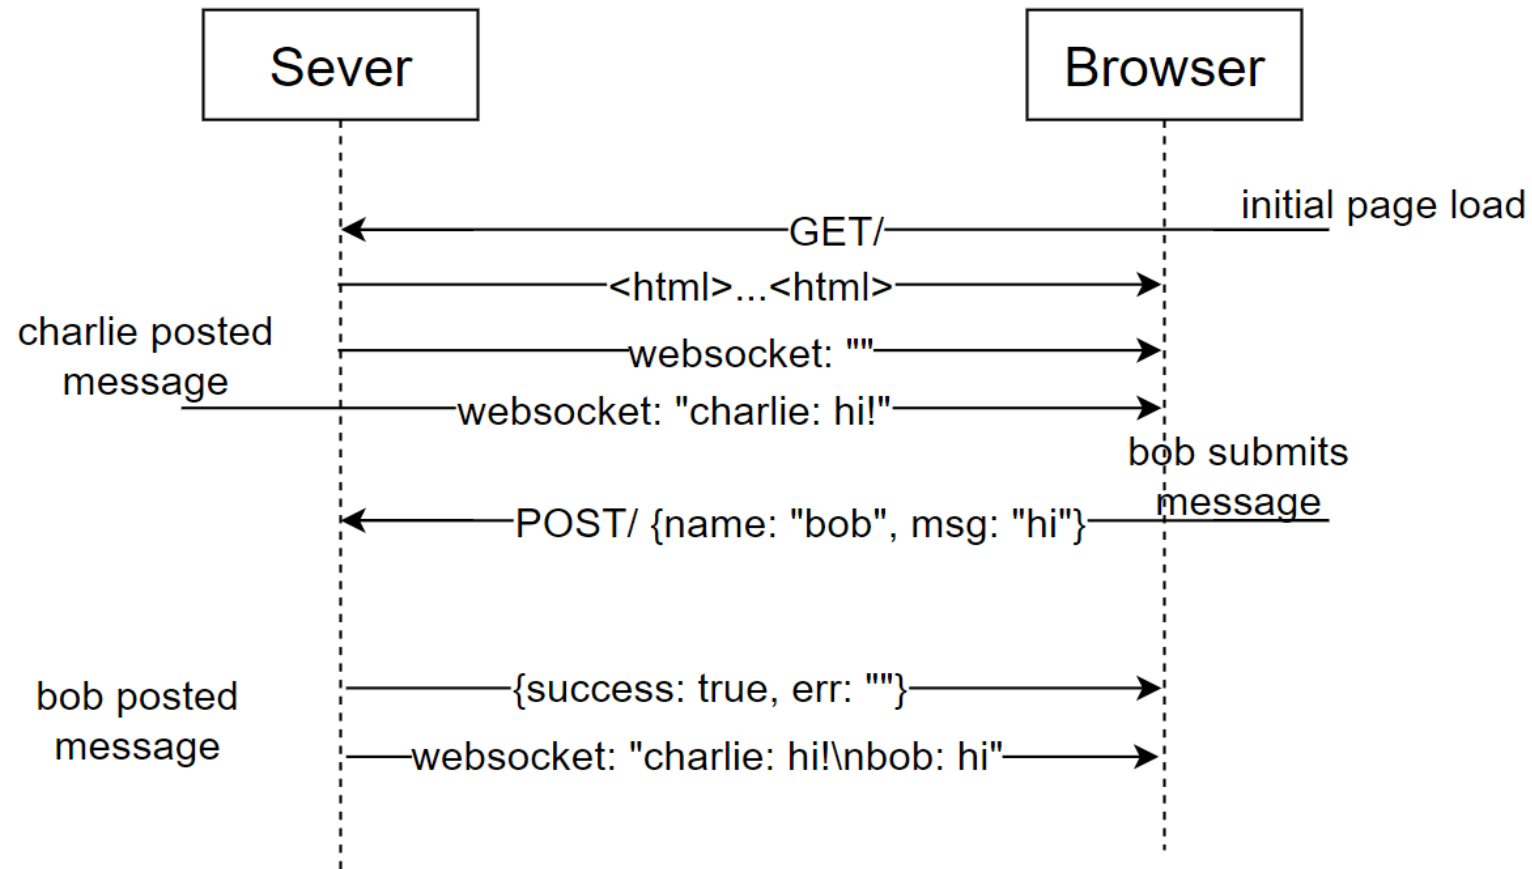 Sever
Browser
initial page load
GET/
<html>...<html>
charlie posted
message
websocket: ""
websocket: "charlie: hi!"
bob submits
message
POST/ {name: "bob", msg: "hi"}
bob posted
message
{success: true, err: ""}
websocket: "charlie: hi!\nbob: hi"